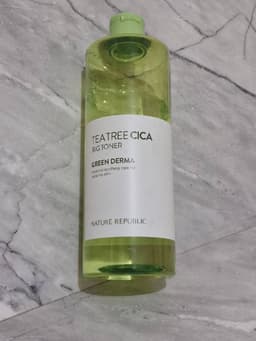 TEATREE CICA
BIG TONER
GREEN DERMA
NATURE REPUBLIC